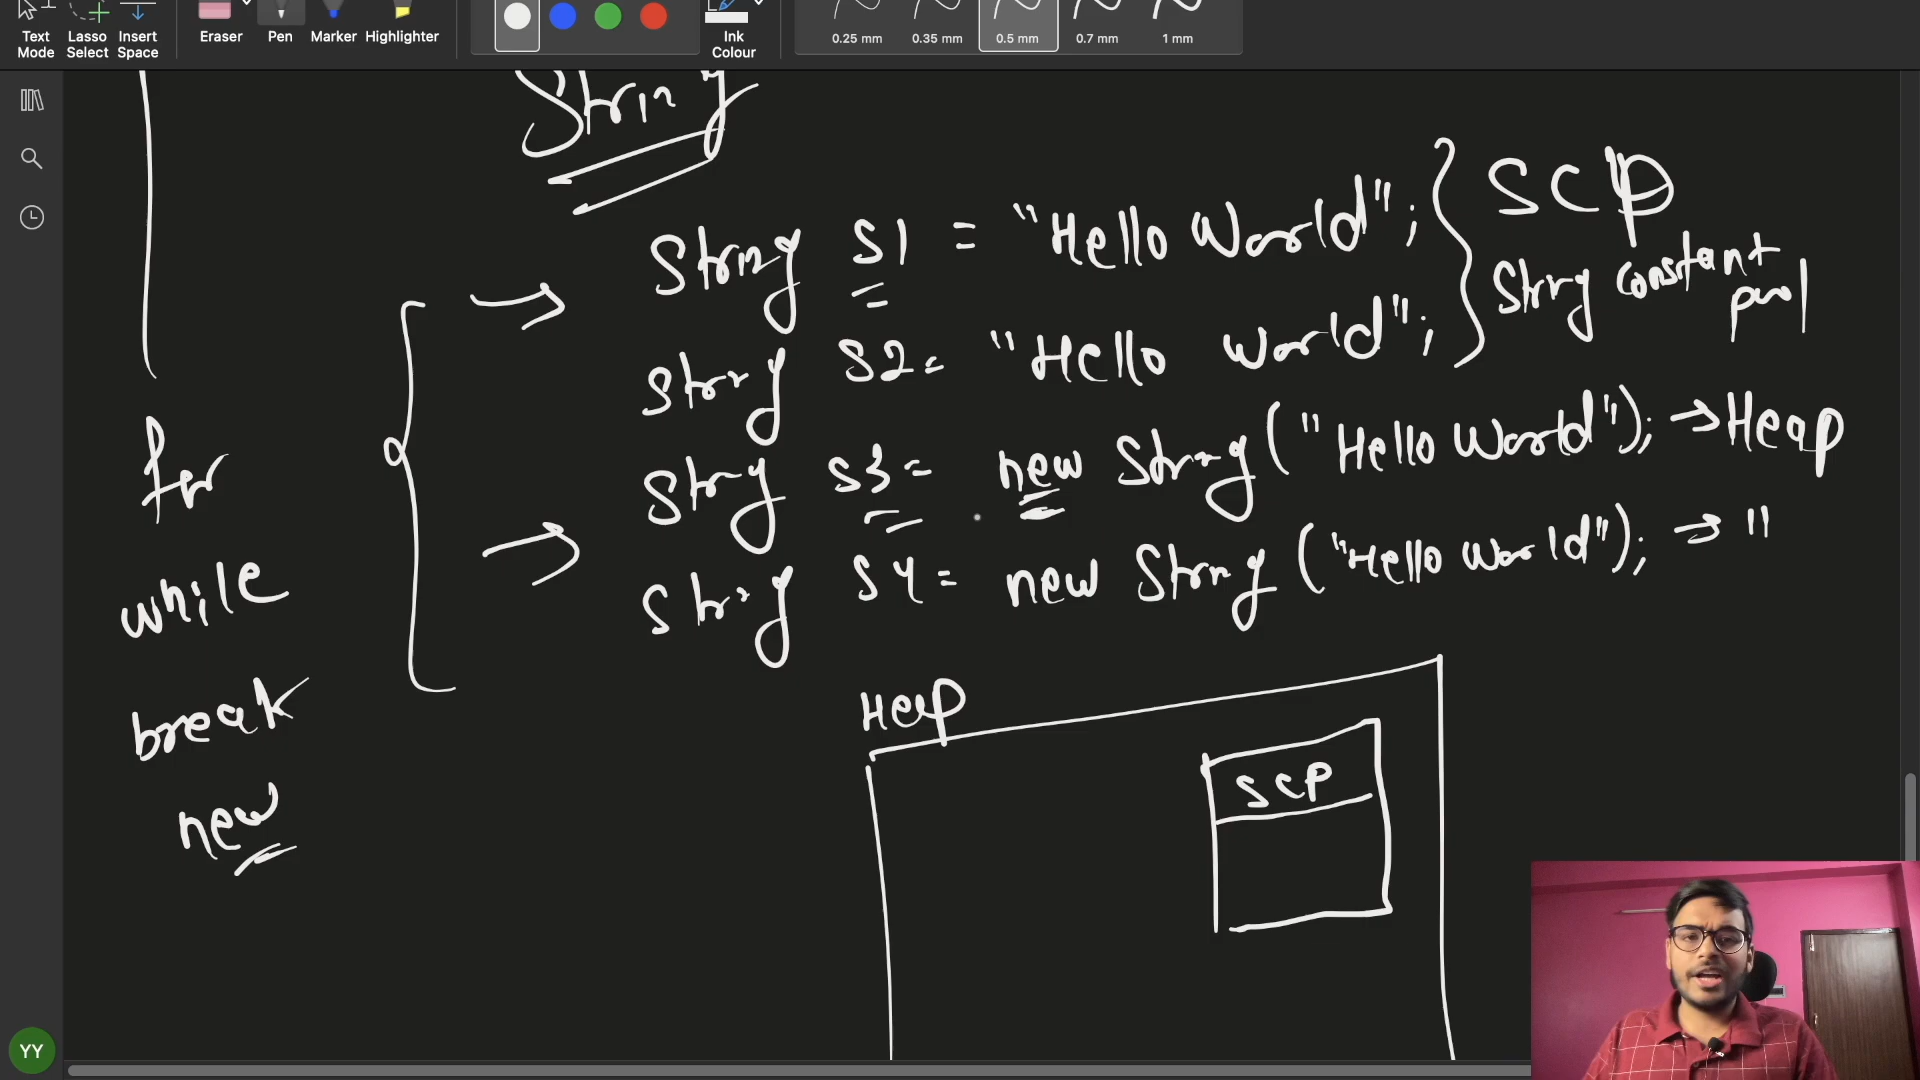 Text Mode
Lasso Select
Insert Space
Eraser
Pen
Marker
Highlighter
Ink Colour
0.25 mm
0.35 mm
0.5 mm
0.7 mm
1 mm
String
String S1 = "Hello World"; } SCP
String constant pool
String S2 = "Hello World";
String S3 = new String("Hello World"); → Heap
String S4 = new String ("Hello World"); → "
for
while
break
new
Heap
SCP
YY